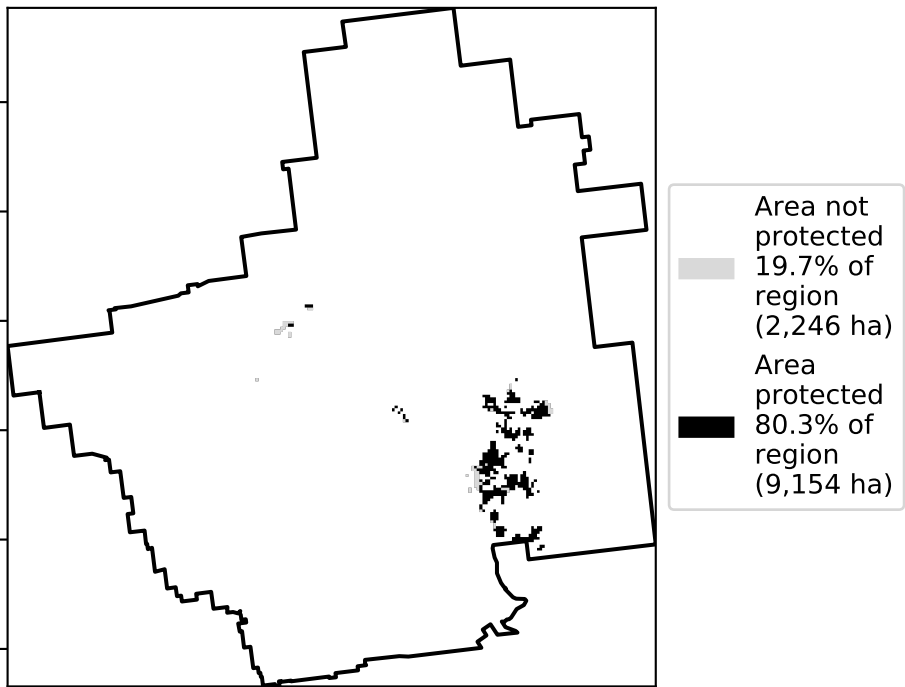 Area not
protected
19.7% of
region
(2,246 ha)
Area
protected
80.3% of
region
(9,154 ha)